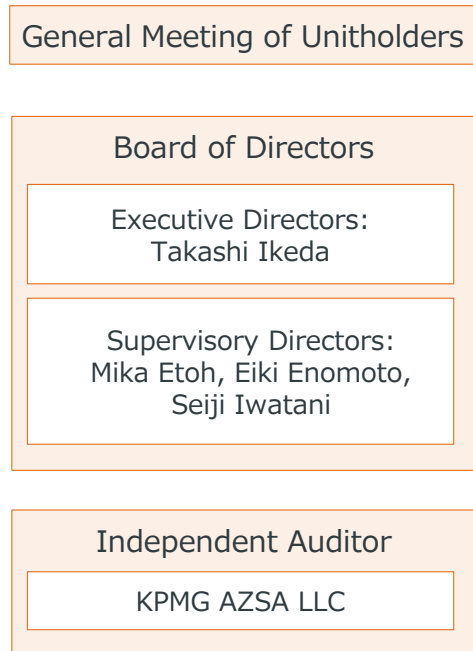 General Meeting of Unitholders
Board of Directors
Executive Directors:
Takashi Ikeda
Supervisory Directors:
Mika Etoh, Eiki Enomoto,
Seiji Iwatani
Independent Auditor
KPMG AZSA LLC